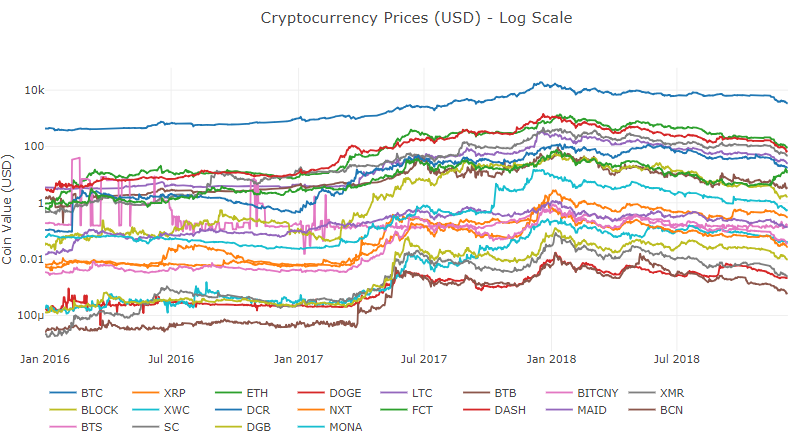 Cryptocurrency Prices (USD) - Log Scale
Coin Value (USD)
10k
100
1
0.01
100μ
Jan 2016 Jul 2016 Jan 2017 Jul 2017 Jan 2018 Jul 2018
BTC XRP ETH DOGE LTC BTB BITCNY XMR
BLOCK XWC DCR NXT FCT DASH MAID BCN
BTS SC DGB MONA